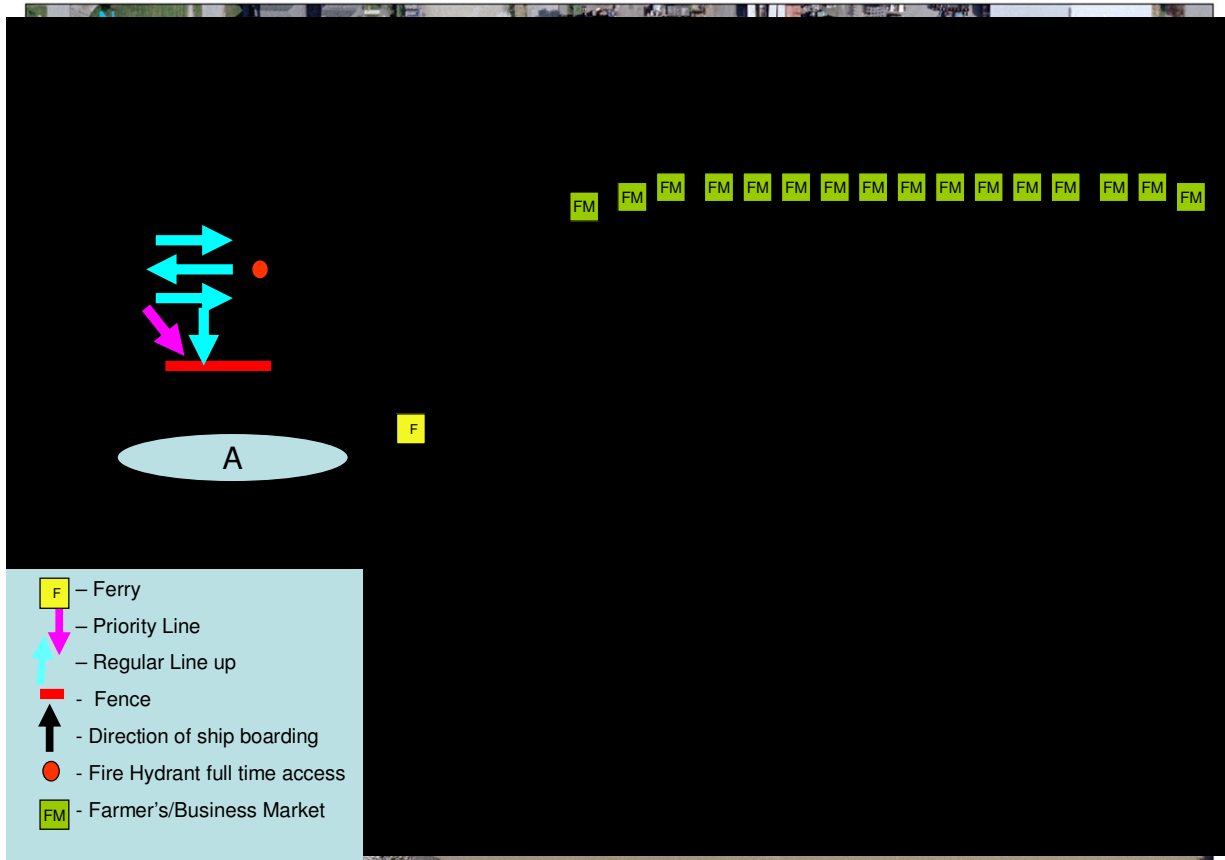 FM FM FM FM FM FM FM FM FM FM FM FM FM FM FM FM
F
A
F – Ferry
– Priority Line
– Regular Line up
- Fence
- Direction of ship boarding
- Fire Hydrant full time access
FM - Farmer's/Business Market